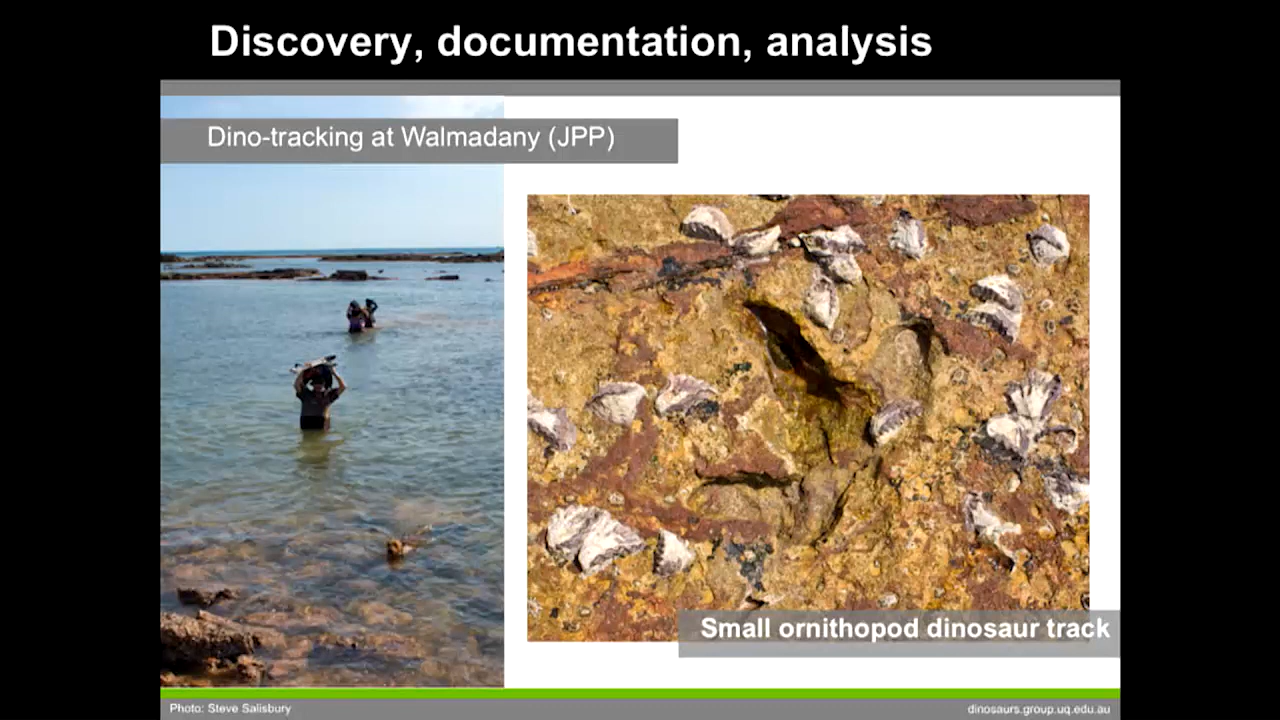 Discovery, documentation, analysis
Dino-tracking at Walmadany (JPP)
Small ornithopod dinosaur track
Photo: Steve Salisbury
dinosaurs.group.uq.edu.au